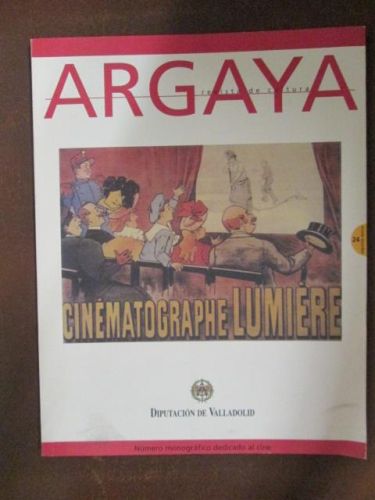 ARGAYA
revista de cultura
24
CINÉMATOGRAPHE LUMIÈRE
DIPUTACIÓN DE VALLADOLID
Número monográfico dedicado al cine